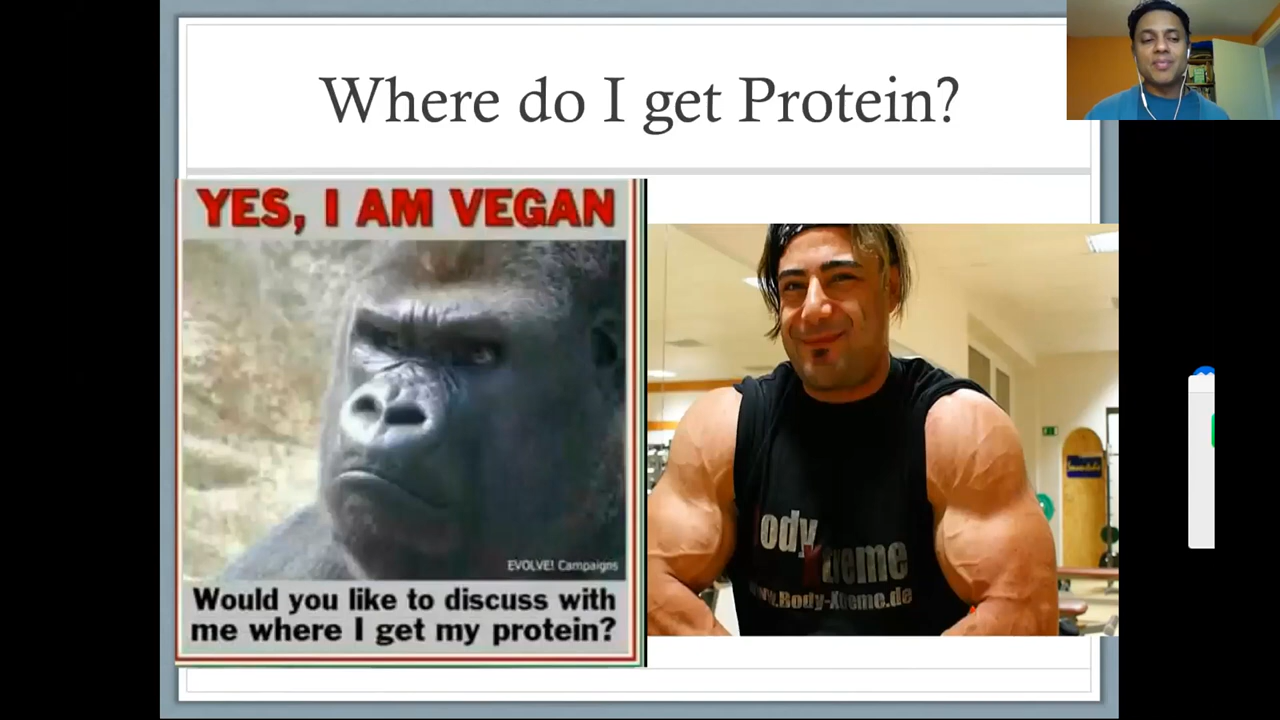 Where do I get Protein?
YES, I AM VEGAN
EVOLVE! Campaigns
Would you like to discuss with
me where I get my protein?
ody
treme
.Body-Xtreme.de